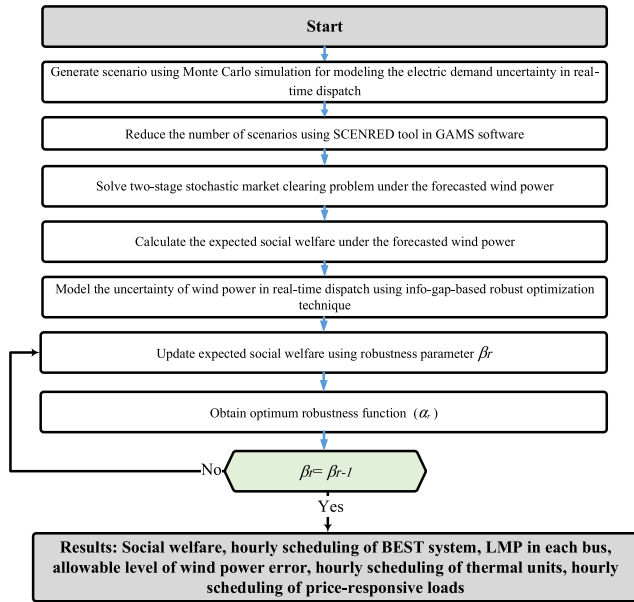 Start
Generate scenario using Monte Carlo simulation for modeling the electric demand uncertainty in real-
time dispatch
Reduce the number of scenarios using SCENRED tool in GAMS software
Solve two-stage stochastic market clearing problem under the forecasted wind power
Calculate the expected social welfare under the forecasted wind power
Model the uncertainty of wind power in real-time dispatch using info-gap-based robust optimization
technique
Update expected social welfare using robustness parameter βr
Obtain optimum robustness function (αr)
No
βt= βr-1
Yes
Results: Social welfare, hourly scheduling of BEST system, LMP in each bus,
allowable level of wind power error, hourly scheduling of thermal units, hourly
scheduling of price-responsive loads